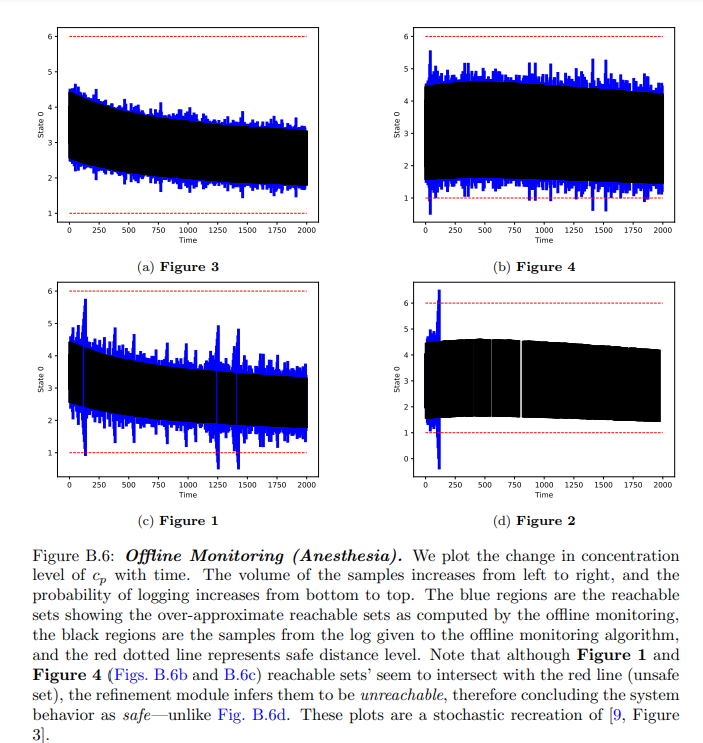 6
5
4
3
2
1
State 0
0 250 500 750 1000 1250 1500 1750 2000
Time
(a) Figure 3
6
5
4
3
2
1
State 0
0 250 500 750 1000 1250 1500 1750 2000
Time
(b) Figure 4
6
5
4
3
2
1
State 0
0 250 500 750 1000 1250 1500 1750 2000
Time
(c) Figure 1
6
5
4
3
2
1
0
State 0
0 250 500 750 1000 1250 1500 1750 2000
Time
(d) Figure 2
Figure B.6: Offline Monitoring (Anesthesia). We plot the change in concentration
level of cp with time. The volume of the samples increases from left to right, and the
probability of logging increases from bottom to top. The blue regions are the reachable
sets showing the over-approximate reachable sets as computed by the offline monitoring,
the black regions are the samples from the log given to the offline monitoring algorithm,
and the red dotted line represents safe distance level. Note that although Figure 1 and
Figure 4 (Figs. B.6b and B.6c) reachable sets' seem to intersect with the red line (unsafe
set), the refinement module infers them to be unreachable, therefore concluding the system
behavior as safe—unlike Fig. B.6d. These plots are a stochastic recreation of [9, Figure
3].